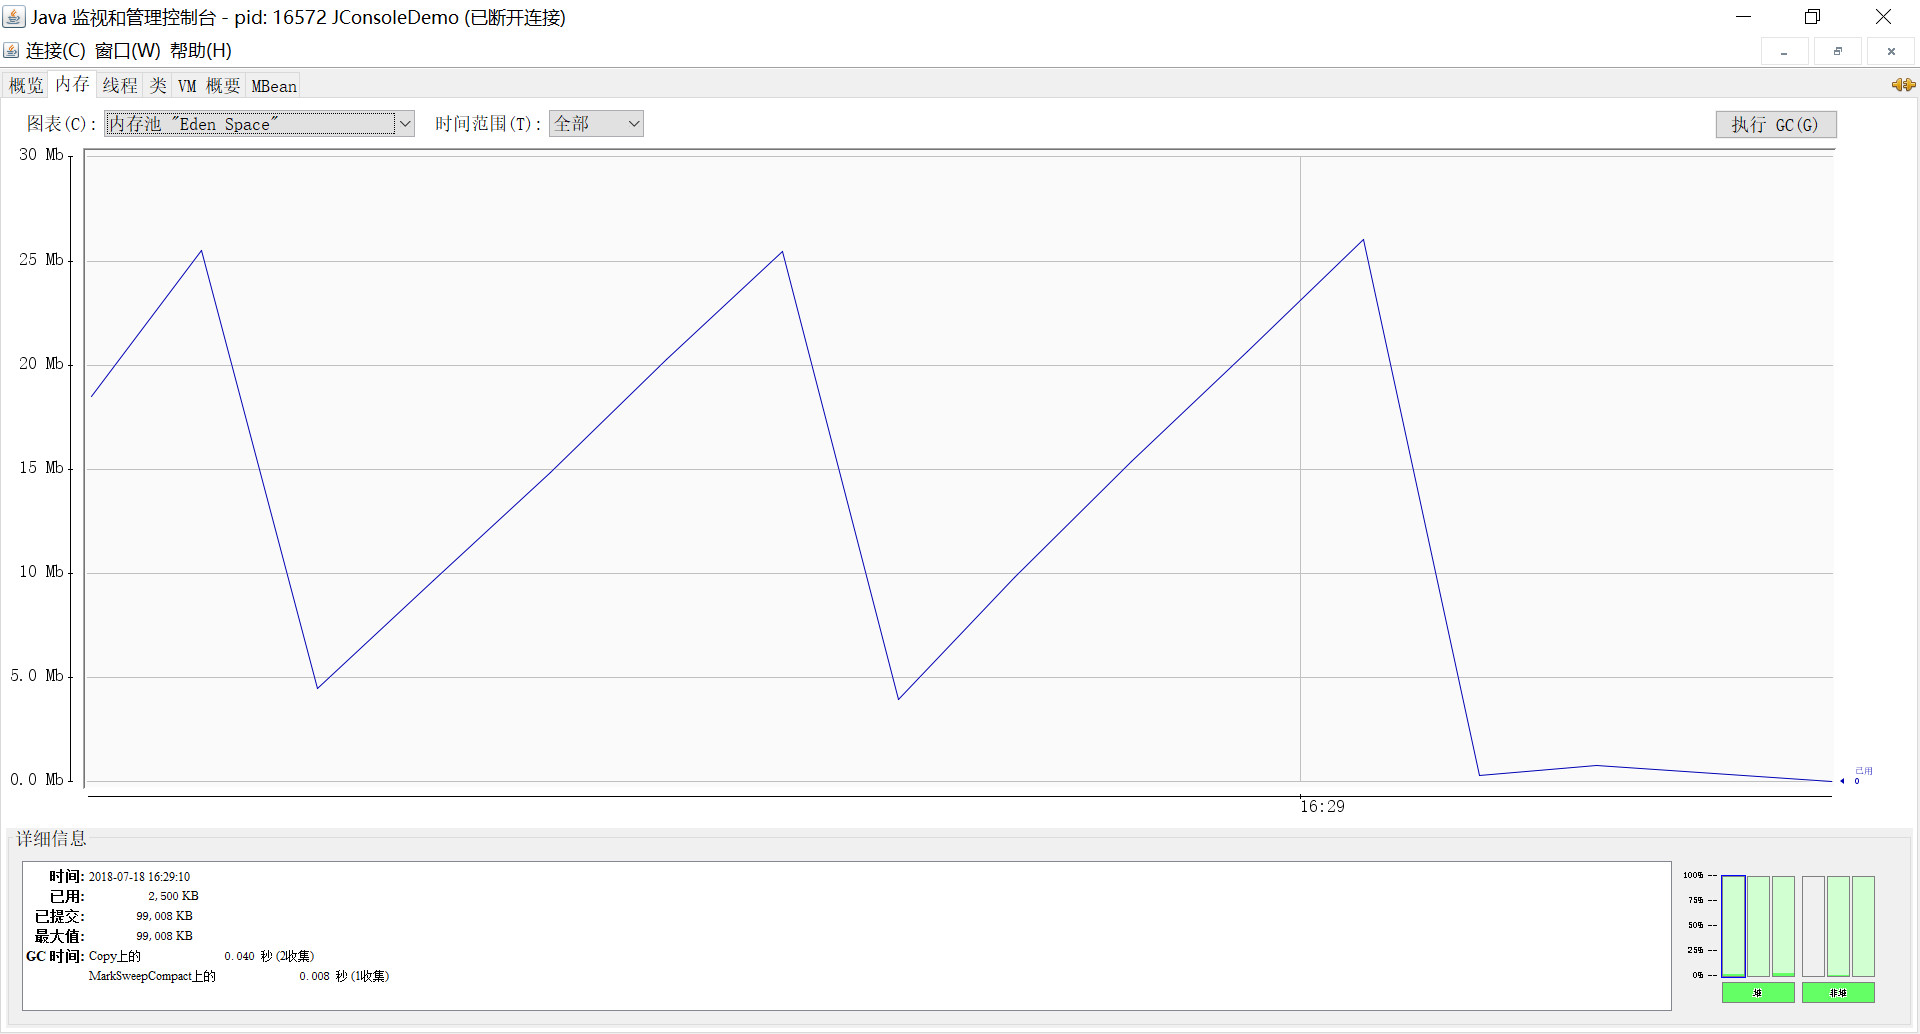 Java 监视和管理控制台 - pid: 16572 JConsoleDemo (已断开连接)
连接(C) 窗口(W) 帮助(H)
概览 内存 线程 类 VM 概要 MBean
图表(C): 内存池 "Eden Space" 时间范围(T): 全部 执行 GC(G)
30 Mb
25 Mb
20 Mb
15 Mb
10 Mb
5.0 Mb
0.0 Mb
已用
0
16:29
详细信息
时间: 2018-07-18 16:29:10
已用: 2,500 KB
已提交: 99,008 KB
最大值: 99,008 KB
GC 时间: Copy上的 0.040 秒 (2收集)
MarkSweepCompact上的 0.008 秒 (1收集)
100% --
75% --
50% --
25% --
0% --
堆 非堆